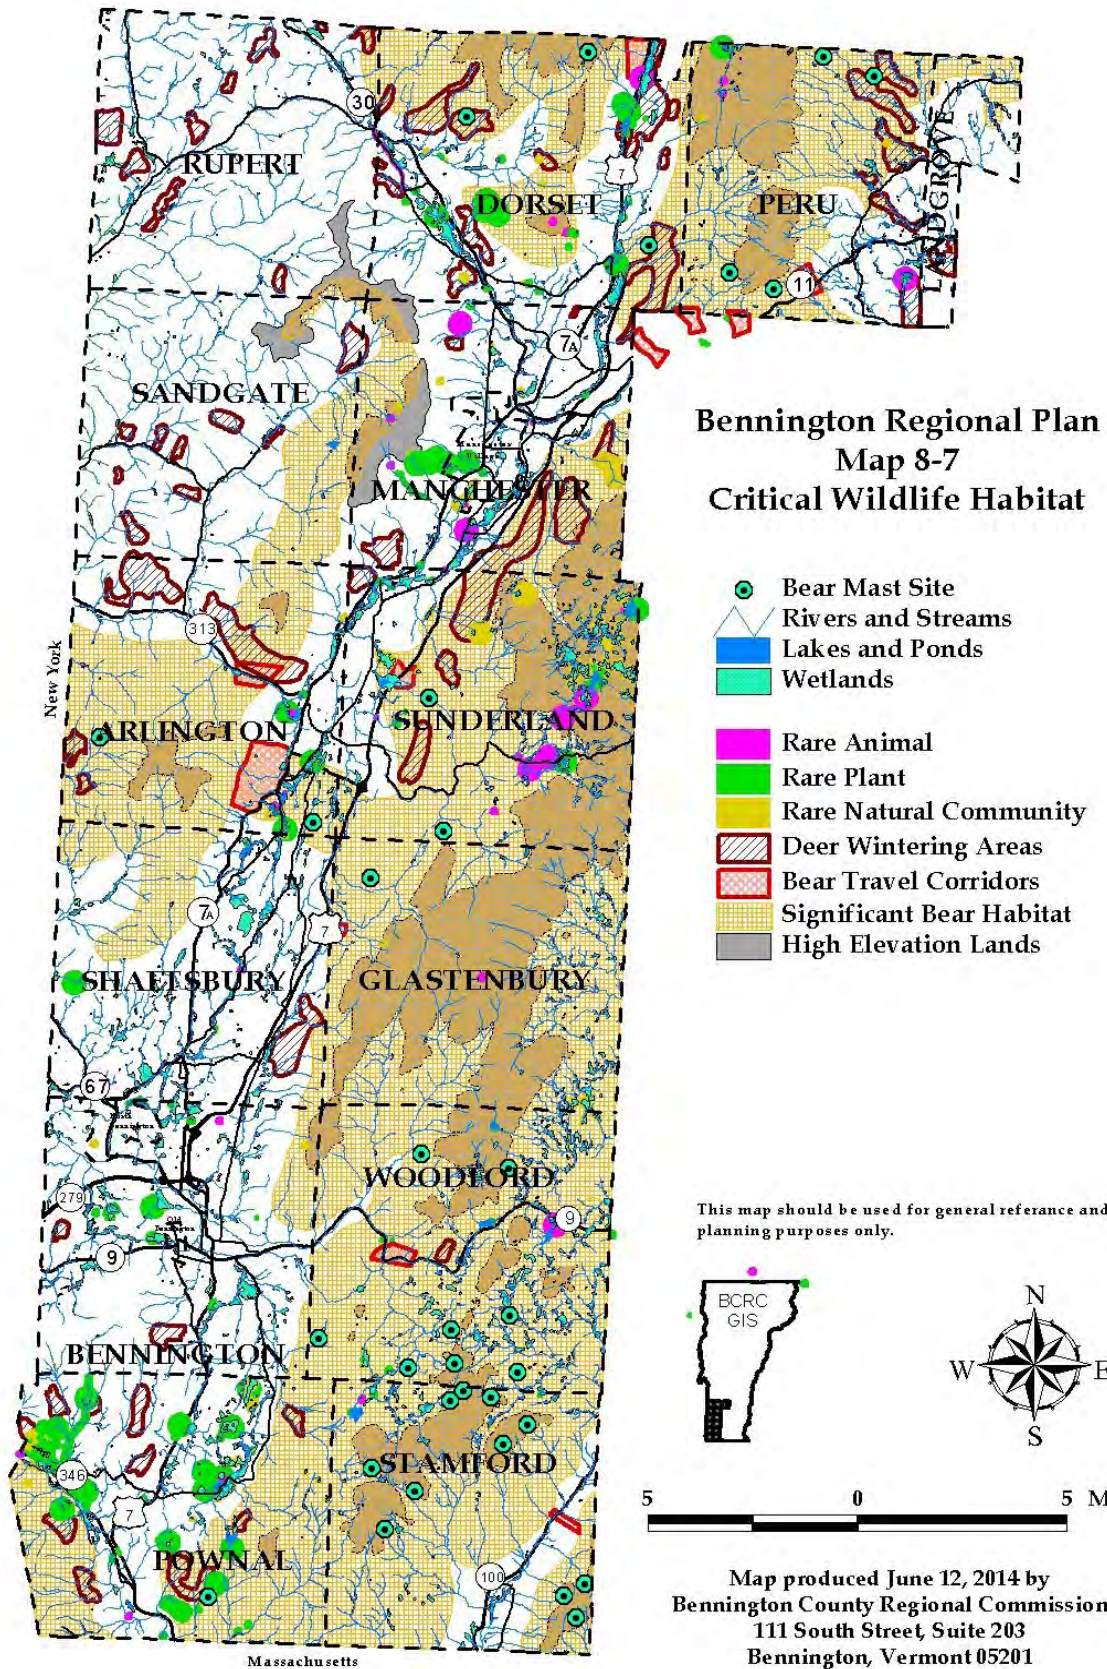 30
RUPERT
DORSET
7
PERU
LANDGROVE
11
7A
SANDGATE
MANCHESTER
Bennington Regional Plan
Map 8-7
Critical Wildlife Habitat
Bear Mast Site
Rivers and Streams
Lakes and Ponds
Wetlands
Rare Animal
Rare Plant
Rare Natural Community
Deer Wintering Areas
Bear Travel Corridors
Significant Bear Habitat
High Elevation Lands
313
New York
ARLINGTON
SUNDERLAND
7A
7
SHAFTSBURY
GLASTENBURY
67
WOODFORD
279
9
9
BENNINGTON
This map should be used for general referance and
planning purposes only.
BCRC
GIS
N
W
E
S
STAMFORD
346
7
POWNAL
100
5
0
5
M
Massachusetts
Map produced June 12, 2014 by
Bennington County Regional Commission
111 South Street, Suite 203
Bennington, Vermont 05201